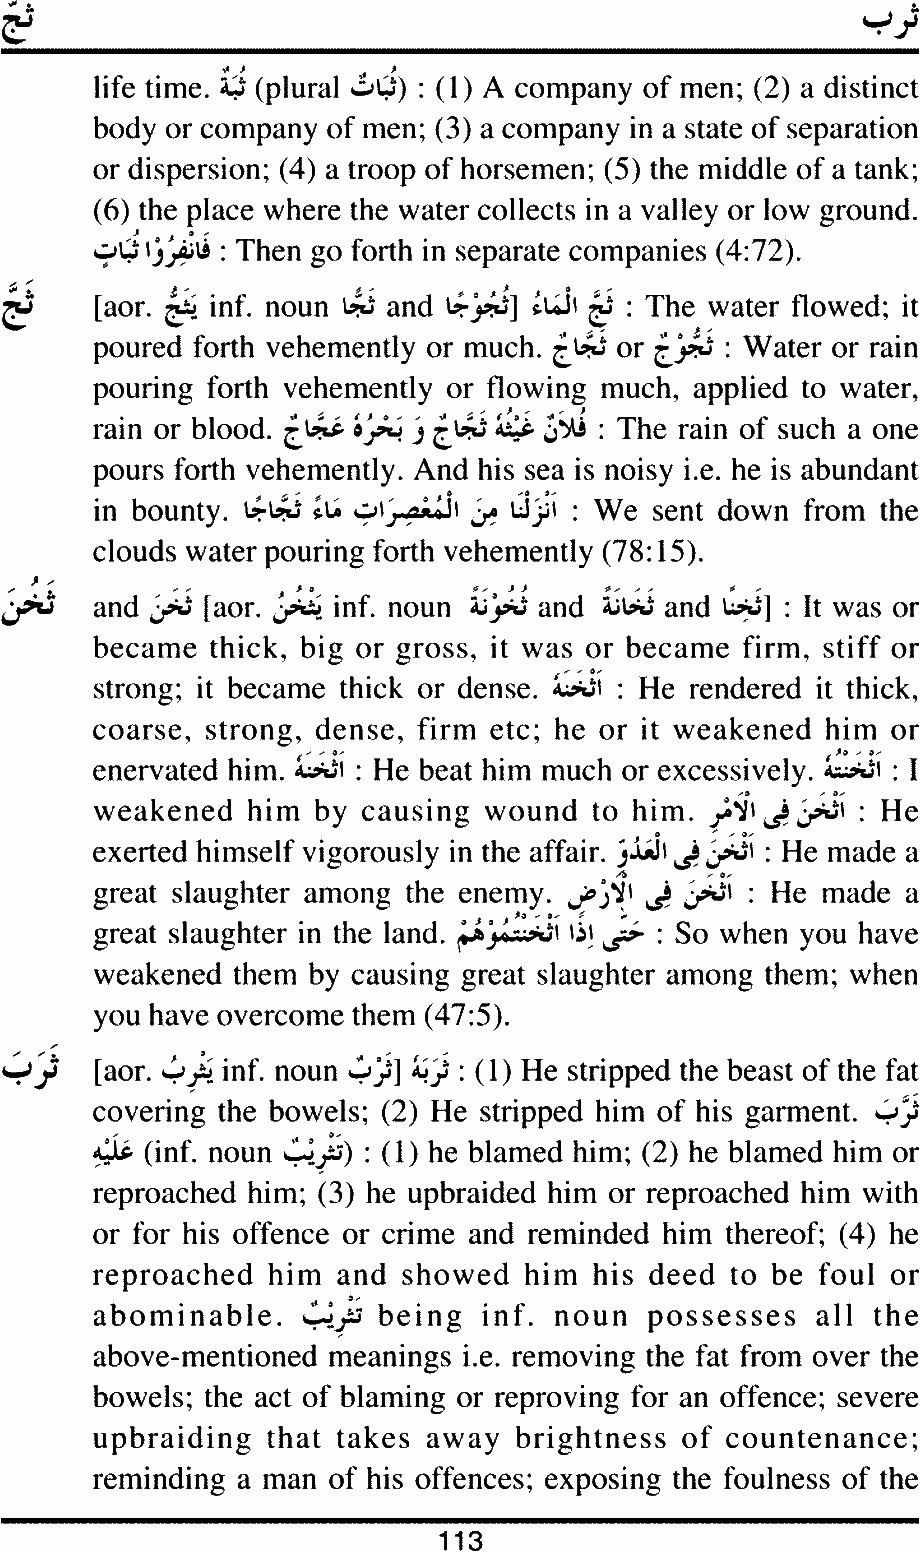 ثجّ ثرب
life time. ثُبَةٌ (plural ثُبَاتٌ) : (1) A company of men; (2) a distinct
body or company of men; (3) a company in a state of separation
or dispersion; (4) a troop of horsemen; (5) the middle of a tank;
(6) the place where the water collects in a valley or low ground.
فَانْفِرُوْا ثُبَاتٍ : Then go forth in separate companies (4:72).
ثَجَّ [aor. يَثُجُّ inf. noun ثَجًّا and ثُجُوْجًا] ثَجَّ الْمَاءُ : The water flowed; it
poured forth vehemently or much. ثَجَّاجٌ or ثَجُوْجٌ : Water or rain
pouring forth vehemently or flowing much, applied to water,
rain or blood. فُلَانٌ غَيْثُهُ ثَجَّاجٌ وَ بَحْرُهُ عَجَّاجٌ : The rain of such a one
pours forth vehemently. And his sea is noisy i.e. he is abundant
in bounty. اَنْزَلْنَا مِنَ الْمُعْصِرَاتِ مَاءً ثَجَّاجًا : We sent down from the
clouds water pouring forth vehemently (78:15).
ثَخُنَ and ثَخَنَ [aor. يَثْخُنُ inf. noun ثُخُوْنَةً and ثَخَانَةً and ثِخَنًا] : It was or
became thick, big or gross, it was or became firm, stiff or
strong; it became thick or dense. اَثْخَنَهُ : He rendered it thick,
coarse, strong, dense, firm etc; he or it weakened him or
enervated him. اَثْخَنَهُ : He beat him much or excessively. اَثْخَنْتُهُ : I
weakened him by causing wound to him. اَثْخَنَ فِى الْاَمْرِ : He
exerted himself vigorously in the affair. اَثْخَنَ فِى الْعَدُوِّ : He made a
great slaughter among the enemy. اَثْخَنَ فِى الْاَرْضِ : He made a
great slaughter in the land. حَتّٰى اِذَا اَثْخَنْتُمُوْهُمْ : So when you have
weakened them by causing great slaughter among them; when
you have overcome them (47:5).
ثَرَبَ [aor. يَثْرِبُ inf. noun ثَرْبٌ] ثَرَبَهُ : (1) He stripped the beast of the fat
covering the bowels; (2) He stripped him of his garment. ثَرَّبَ
عَلَيْهِ (inf. noun تَثْرِيْبٌ) : (1) he blamed him; (2) he blamed him or
reproached him; (3) he upbraided him or reproached him with
or for his offence or crime and reminded him thereof; (4) he
reproached him and showed him his deed to be foul or
abominable. تَثْرِيْبٌ being inf. noun possesses all the
above-mentioned meanings i.e. removing the fat from over the
bowels; the act of blaming or reproving for an offence; severe
upbraiding that takes away brightness of countenance;
reminding a man of his offences; exposing the foulness of the
113